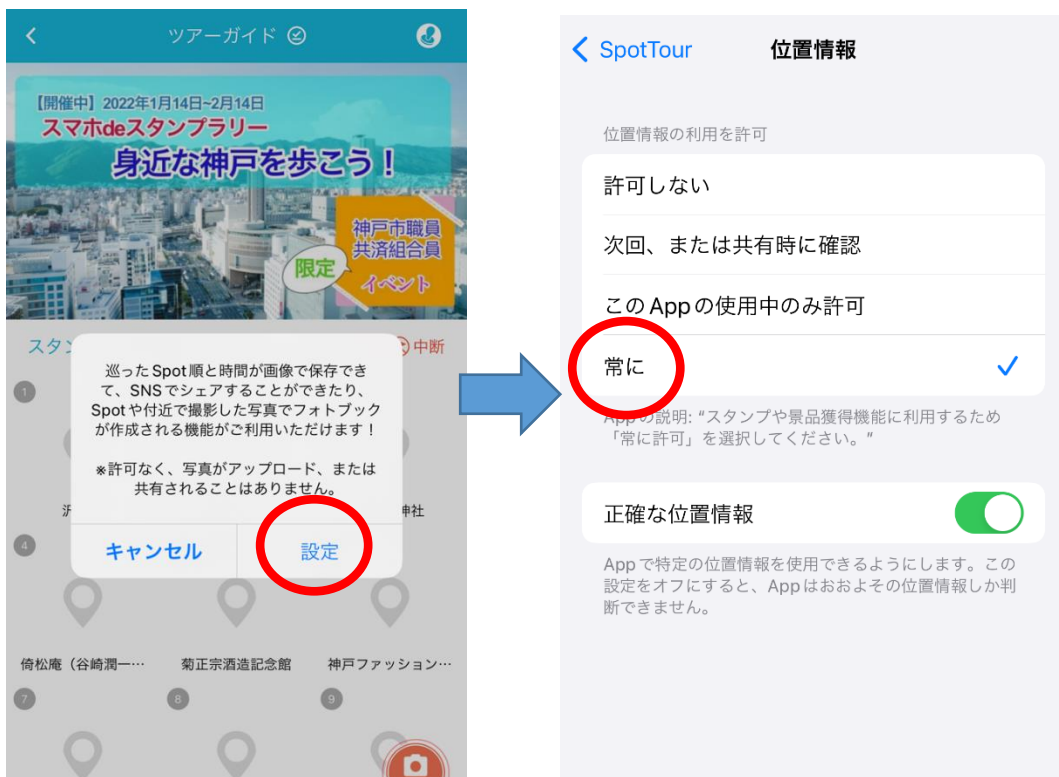 ツアーガイド
【開催中】2022年1月14日~2月14日
スマホdeスタンプラリー
身近な神戸を歩こう！
神戸市職員
共済組合員
限定
イベント
スタン
中断
1
巡ったSpot順と時間が画像で保存でき
て、SNSでシェアすることができたり、
Spotや付近で撮影した写真でフォトブック
が作成される機能がご利用いただけます！
※許可なく、写真がアップロード、または
共有されることはありません。
神社
キャンセル
設定
4
倚松庵（谷崎潤一…
菊正宗酒造記念館
神戸ファッション…
7
8
9
SpotTour
位置情報
位置情報の利用を許可
許可しない
次回、または共有時に確認
このAppの使用中のみ許可
常に
Appの説明: “スタンプや景品獲得機能に利用するため
「常に許可」を選択してください。”
正確な位置情報
Appで特定の位置情報を使用できるようにします。この
設定をオフにすると、Appはおおよその位置情報しか判
断できません。